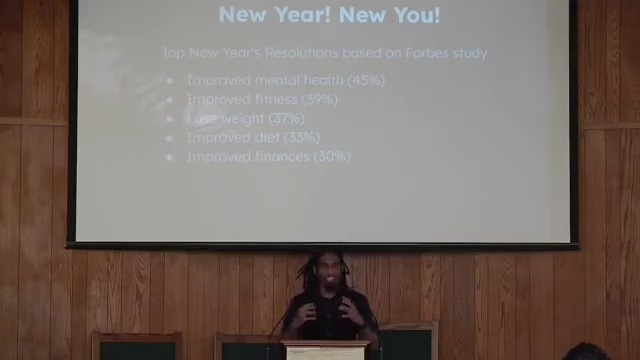 New Year! New You!
Top New Year's Resolutions based on Forbes study
● Improved mental health (45%)
● Improved fitness (39%)
● Lose weight (37%)
● Improved diet (33%)
● Improved finances (30%)